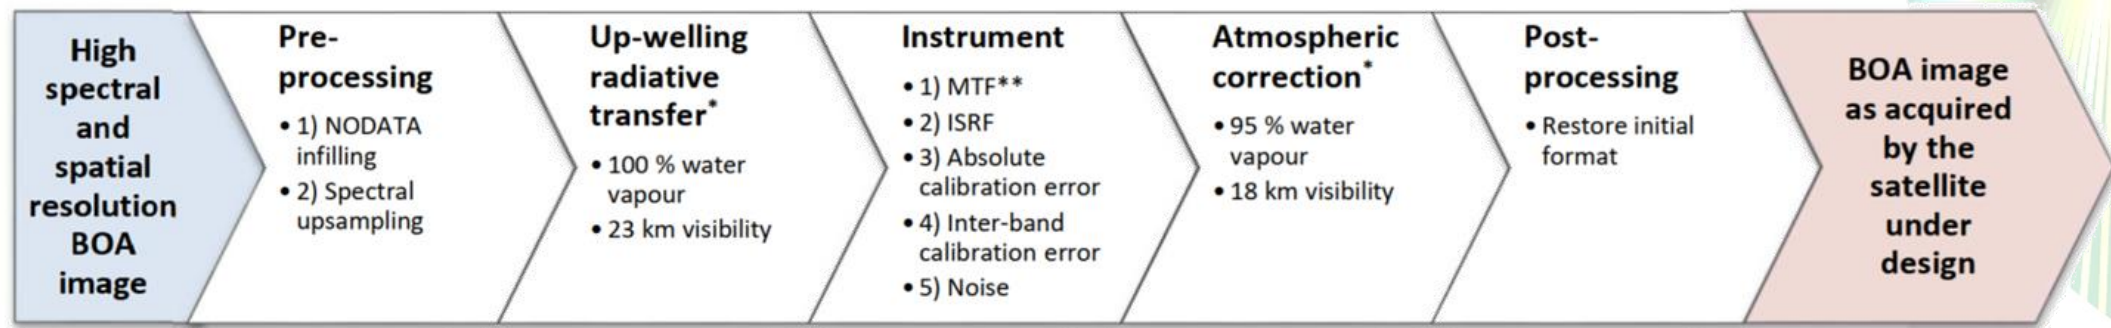 High
spectral
and
spatial
resolution
BOA
image
Pre-
processing
• 1) NODATA
infilling
• 2) Spectral
upsampling
Up-welling
radiative
transfer*
• 100 % water
vapour
• 23 km visibility
Instrument
• 1) MTF**
• 2) ISRF
• 3) Absolute
calibration error
• 4) Inter-band
calibration error
• 5) Noise
Atmospheric
correction*
• 95 % water
vapour
• 18 km visibility
Post-
processing
• Restore initial
format
BOA image
as acquired
by the
satellite
under
design